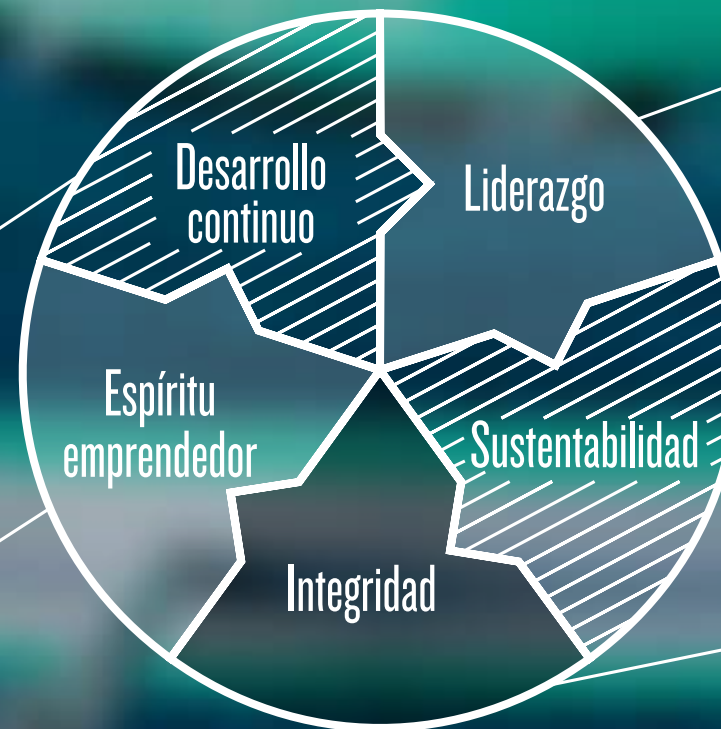 Desarrollo
continuo
Liderazgo
Espíritu
emprendedor
Sustentabilidad
Integridad